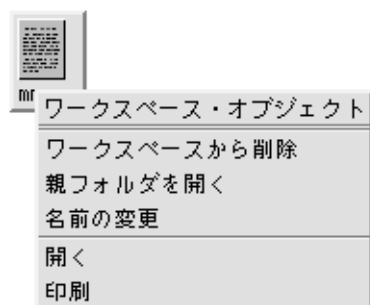 ワークスペース・オブジェクト
ワークスペースから削除
親フォルダを開く
名前の変更
開く
印刷